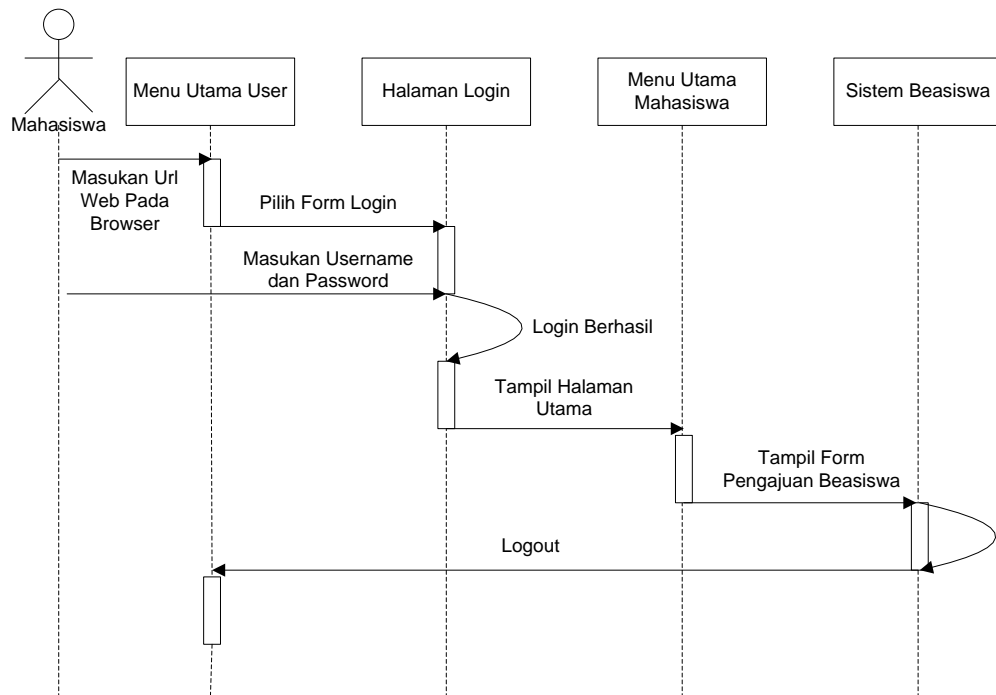 Mahasiswa
Menu Utama User
Halaman Login
Menu Utama
Mahasiswa
Sistem Beasiswa
Masukan Url
Web Pada
Browser
Pilih Form Login
Masukan Username
dan Password
Login Berhasil
Tampil Halaman
Utama
Tampil Form
Pengajuan Beasiswa
Logout